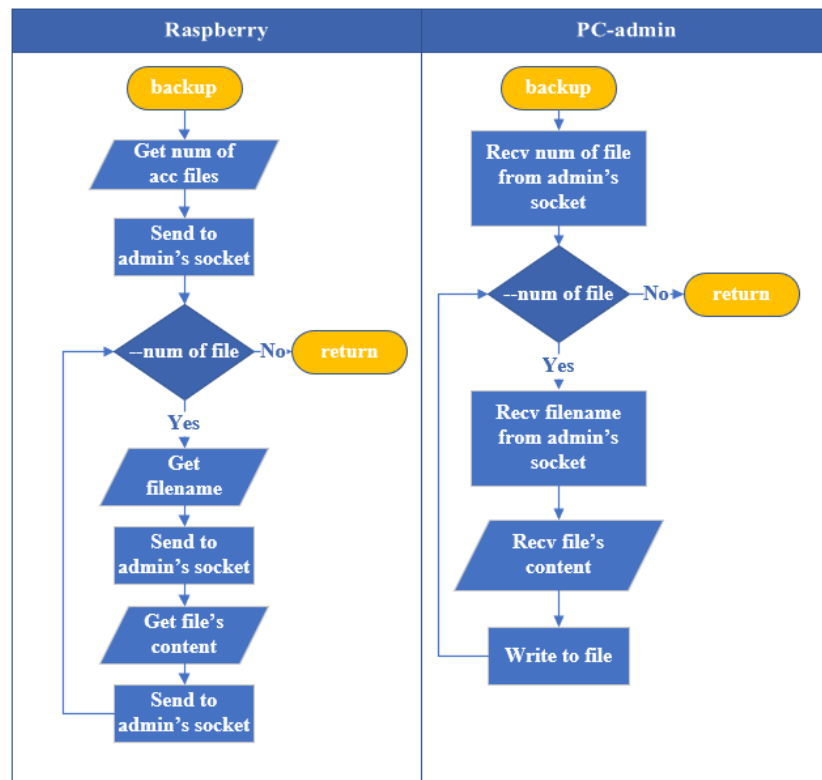 Raspberry
backup
Get num of
acc files
Send to
admin's socket
--num of file
No
return
Yes
Get
filename
Send to
admin's socket
Get file's
content
Send to
admin's socket
PC-admin
backup
Recv num of file
from admin's
socket
--num of file
No
return
Yes
Recv filename
from admin's
socket
Recv file's
content
Write to file